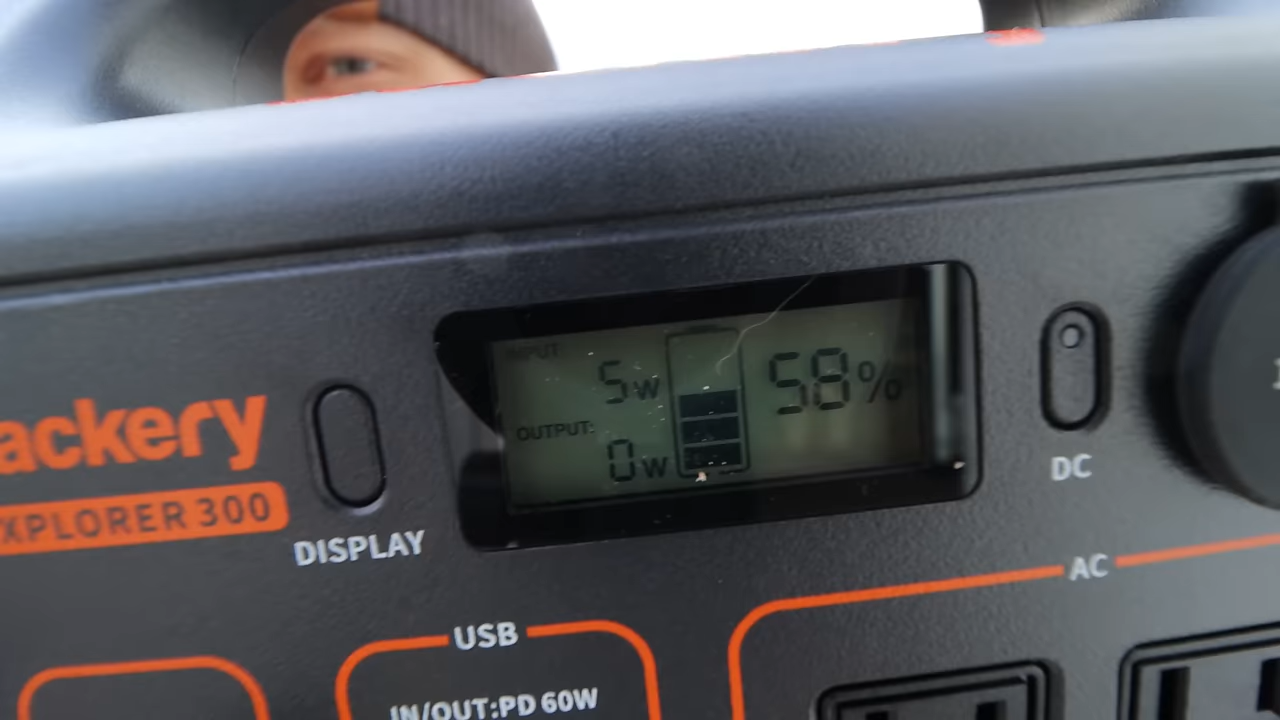 ackery
XPLORER 300
DISPLAY
INPUT:
5W
OUTPUT:
0W
58%
DC
AC
USB
IN/OUT:PD 60W